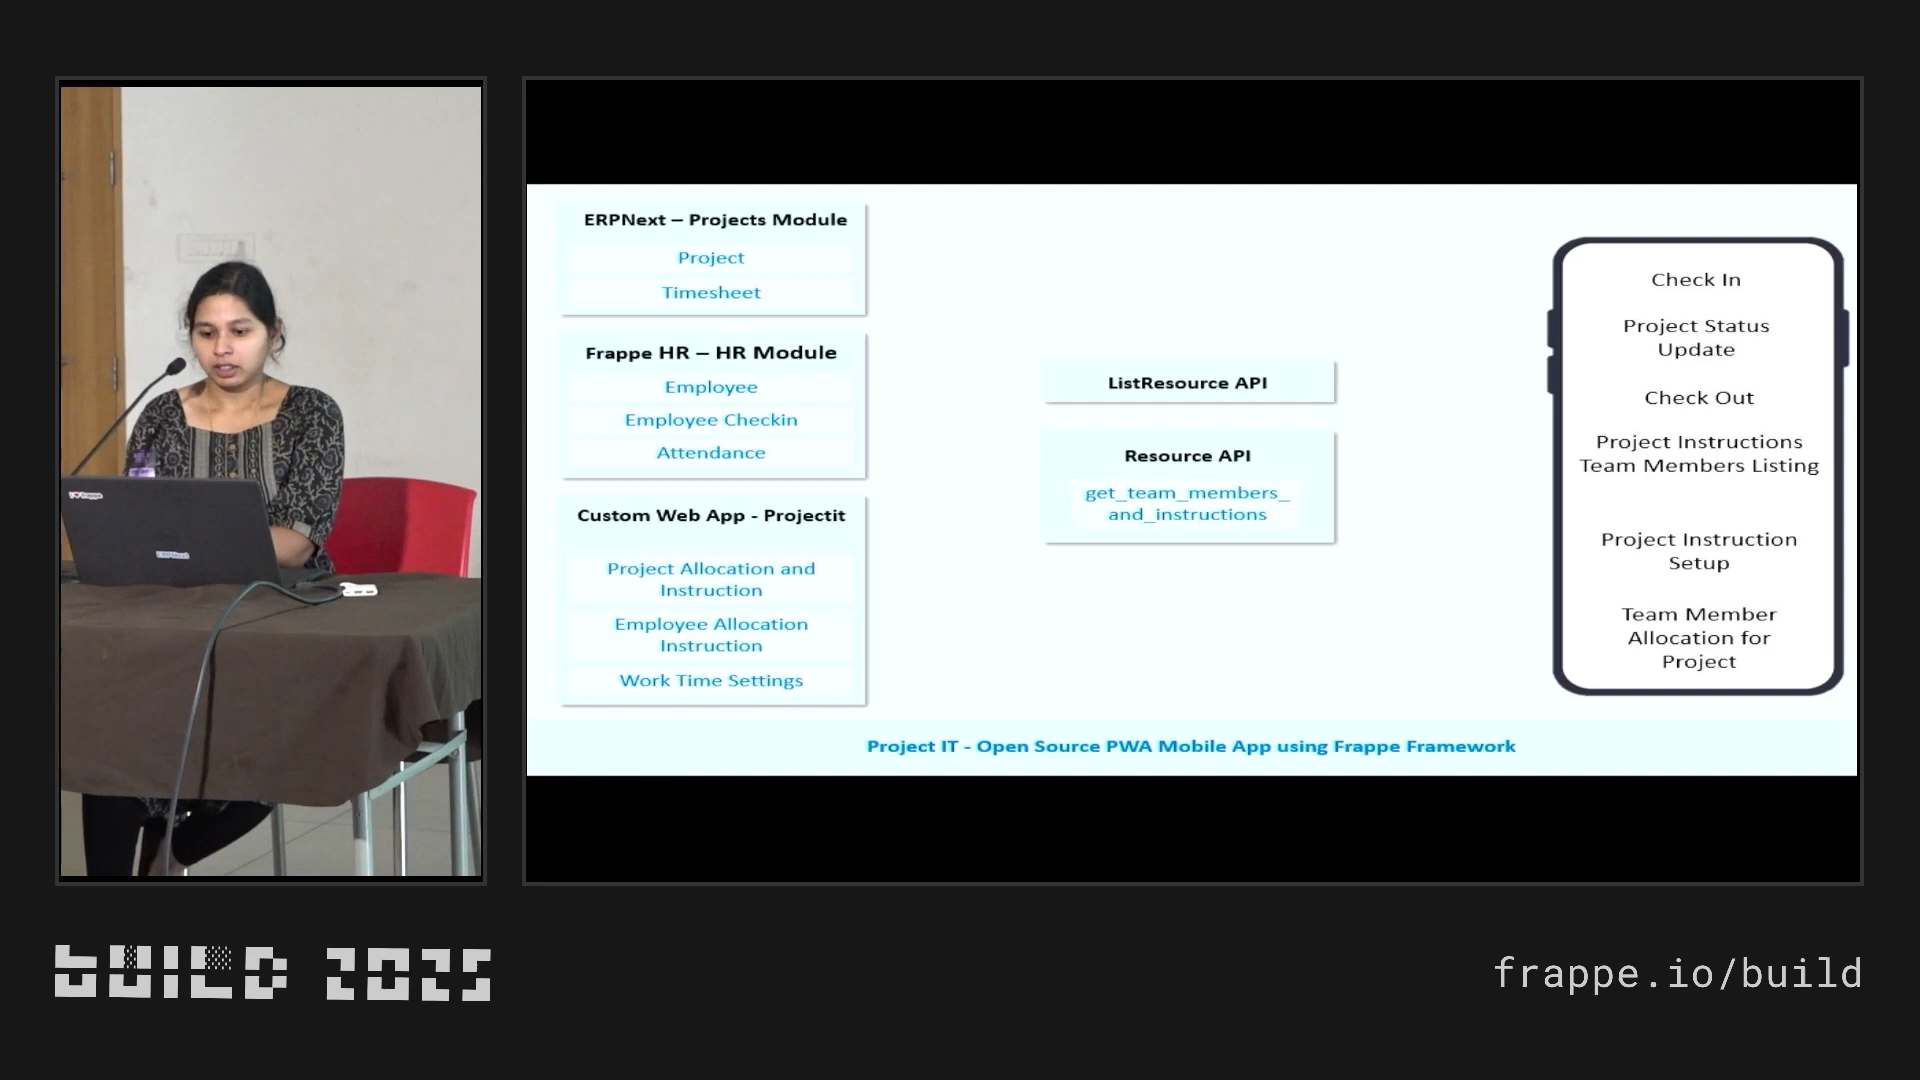 ERPNext – Projects Module
Project
Timesheet
Frappe HR – HR Module
Employee
Employee Checkin
Attendance
Custom Web App - Projectit
Project Allocation and
Instruction
Employee Allocation
Instruction
Work Time Settings
ListResource API
Resource API
get_team_members_
and_instructions
Check In
Project Status
Update
Check Out
Project Instructions
Team Members Listing
Project Instruction
Setup
Team Member
Allocation for
Project
Project IT - Open Source PWA Mobile App using Frappe Framework
ERPNext
BUILD 2025
frappe.io/build